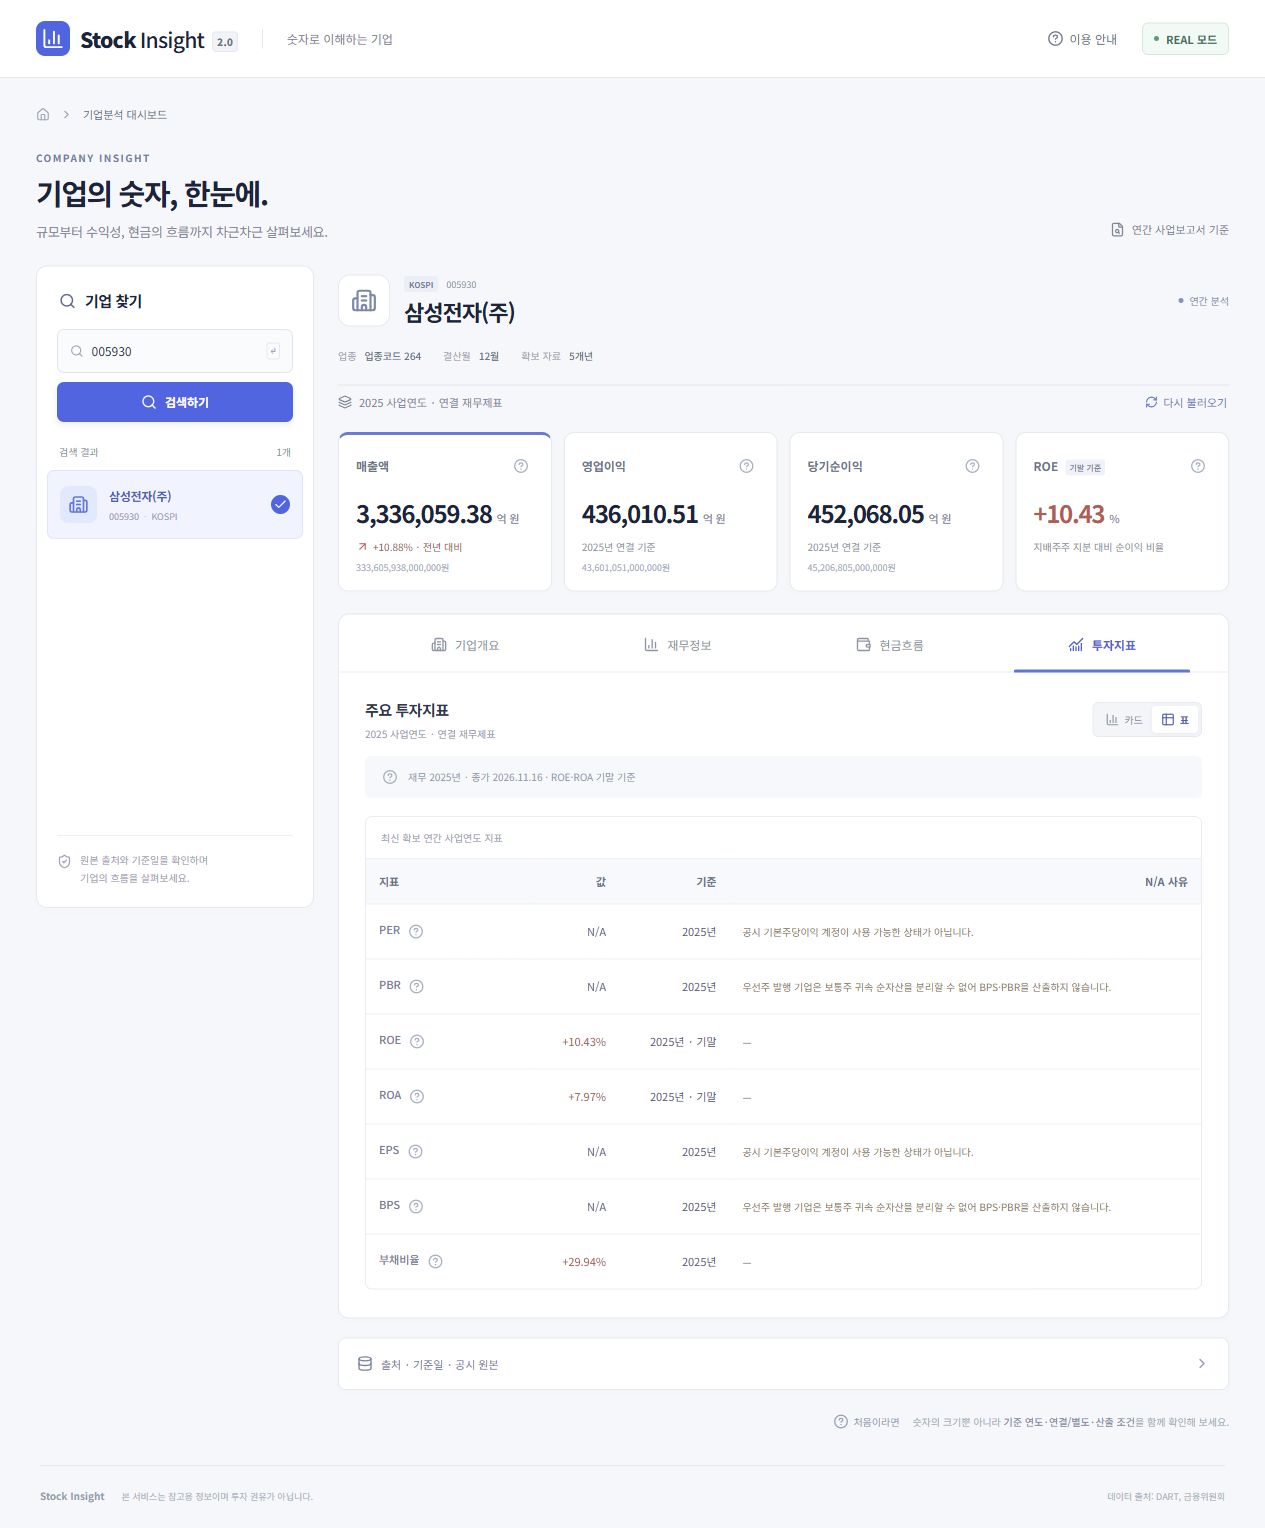 Stock Insight 2.0
숫자로 이해하는 기업
이용 안내
REAL 모드
기업분석 대시보드
COMPANY INSIGHT
기업의 숫자, 한눈에.
규모부터 수익성, 현금의 흐름까지 차근차근 살펴보세요.
연간 사업보고서 기준
기업 찾기
005930
검색하기
검색 결과 1개
삼성전자(주)
005930 · KOSPI
원본 출처와 기준일을 확인하며
기업의 흐름을 살펴보세요.
KOSPI 005930
삼성전자(주)
연간 분석
업종 업종코드 264 결산월 12월 확보 자료 5개년
2025 사업연도 · 연결 재무제표
다시 불러오기
매출액
3,336,059.38 억 원
+10.88% · 전년 대비
333,605,938,000,000원
영업이익
436,010.51 억 원
2025년 연결 기준
43,601,051,000,000원
당기순이익
452,068.05 억 원
2025년 연결 기준
45,206,805,000,000원
ROE 기말 기준
+10.43 %
지배주주 지분 대비 순이익 비율
기업개요 재무정보 현금흐름 투자지표
주요 투자지표
2025 사업연도 · 연결 재무제표
카드 표
재무 2025년 · 종가 2026.11.16 · ROE·ROA 기말 기준
최신 확보 연간 사업연도 지표
지표 값 기준 N/A 사유
PER N/A 2025년 공시 기본주당이익 계정이 사용 가능한 상태가 아닙니다.
PBR N/A 2025년 우선주 발행 기업은 보통주 귀속 순자산을 분리할 수 없어 BPS·PBR을 산출하지 않습니다.
ROE +10.43% 2025년 · 기말 —
ROA +7.97% 2025년 · 기말 —
EPS N/A 2025년 공시 기본주당이익 계정이 사용 가능한 상태가 아닙니다.
BPS N/A 2025년 우선주 발행 기업은 보통주 귀속 순자산을 분리할 수 없어 BPS·PBR을 산출하지 않습니다.
부채비율 +29.94% 2025년 —
출처 · 기준일 · 공시 원본
처음이라면 숫자의 크기뿐 아니라 기준 연도·연결/별도·산출 조건을 함께 확인해 보세요.
Stock Insight 본 서비스는 참고용 정보이며 투자 권유가 아닙니다.
데이터 출처: DART, 금융위원회